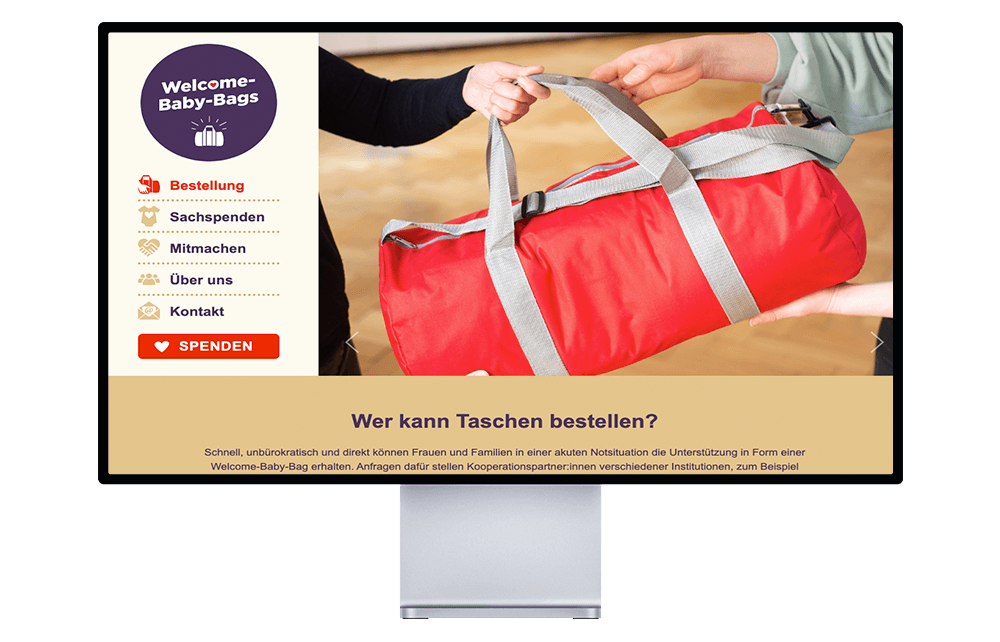 Welcome-
Baby-Bags
Bestellung
Sachspenden
Mitmachen
Über uns
Kontakt
SPENDEN
Wer kann Taschen bestellen?
Schnell, unbürokratisch und direkt können Frauen und Familien in einer akuten Notsituation die Unterstützung in Form einer
Welcome-Baby-Bag erhalten. Anfragen dafür stellen Kooperationspartner:innen verschiedener Institutionen, zum Beispiel